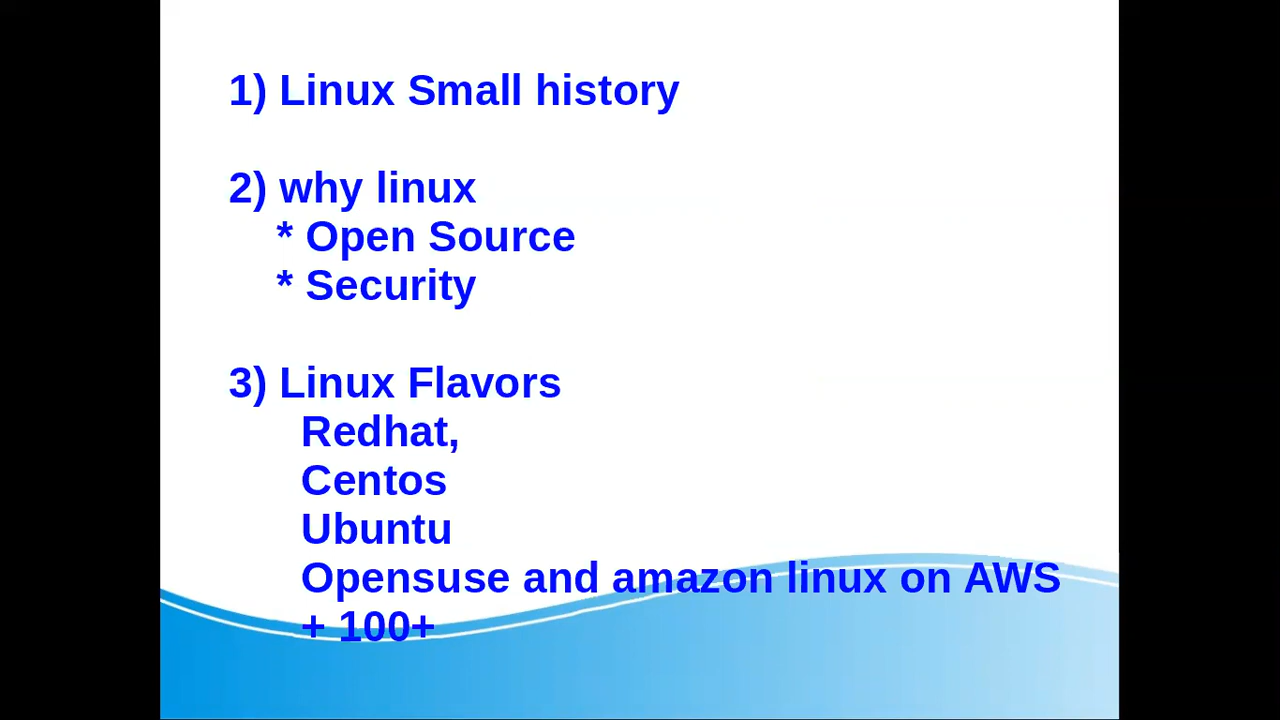 1) Linux Small history
2) why linux
* Open Source
* Security
3) Linux Flavors
Redhat,
Centos
Ubuntu
Opensuse and amazon linux on AWS
+ 100+